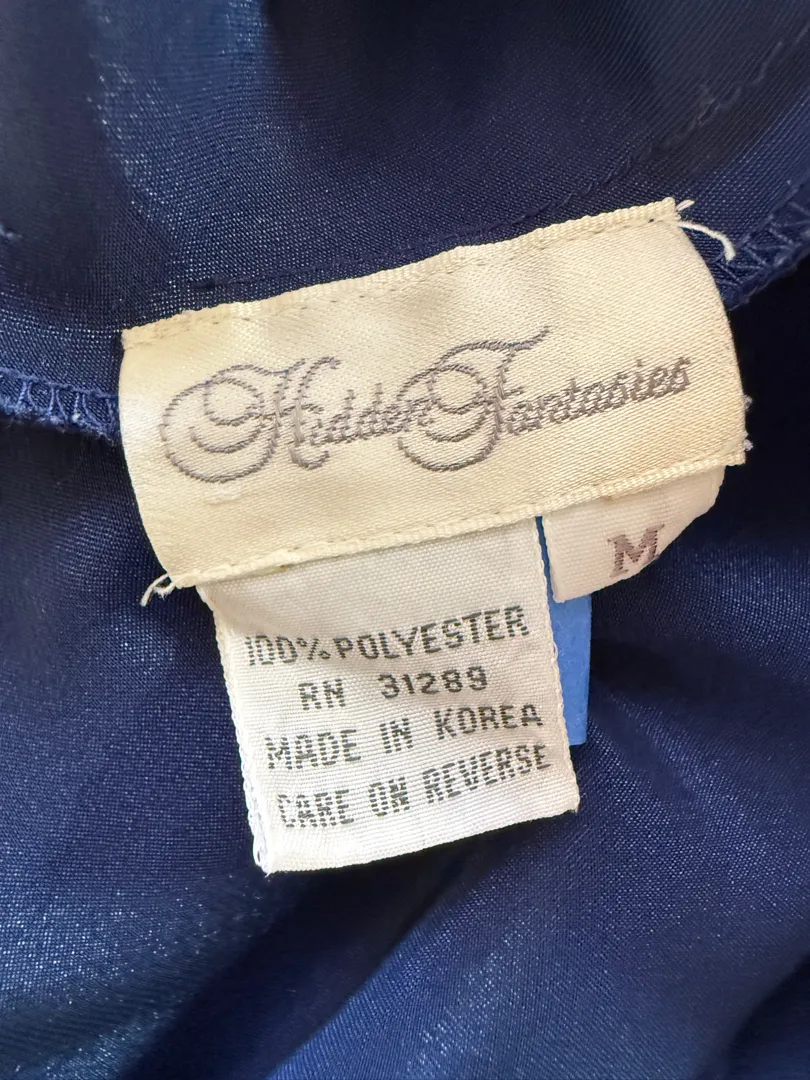 Hidden Fantasies
M
100% POLYESTER
RN 31289
MADE IN KOREA
CARE ON REVERSE